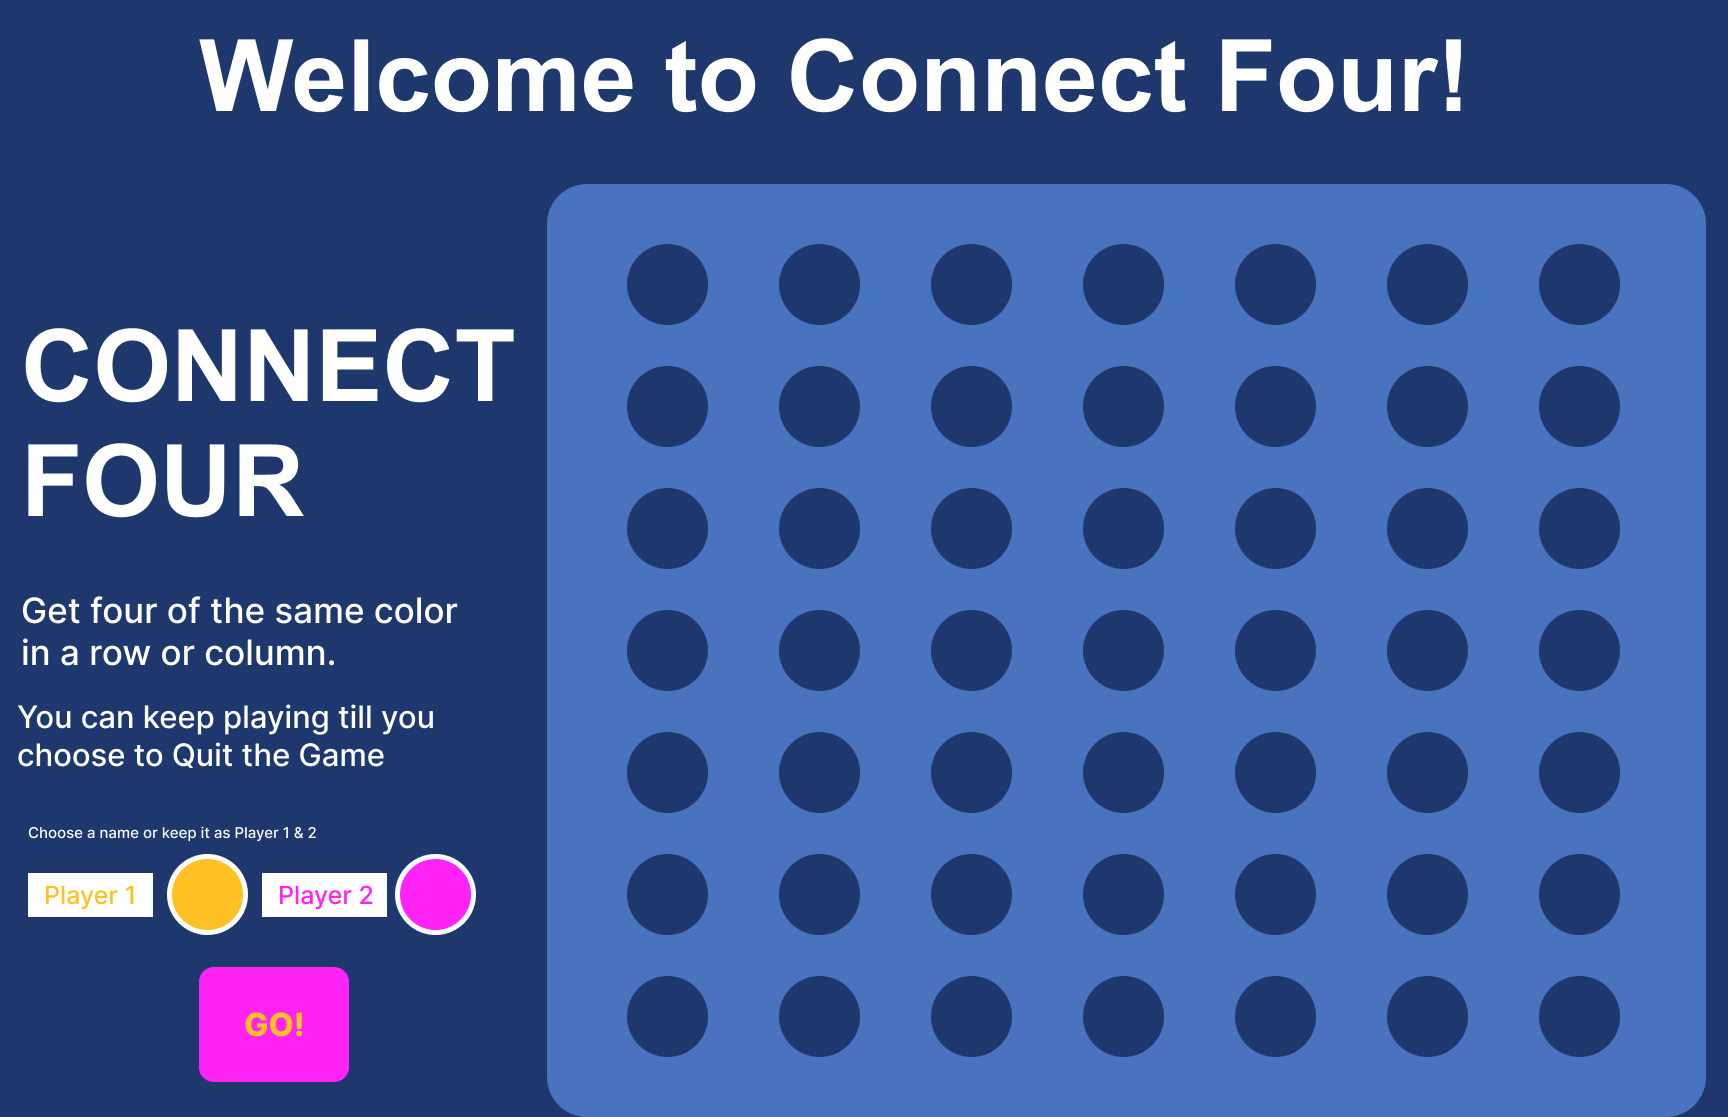 Welcome to Connect Four!
CONNECT
FOUR
Get four of the same color
in a row or column.
You can keep playing till you
choose to Quit the Game
Choose a name or keep it as Player 1 & 2
Player 1
Player 2
GO!